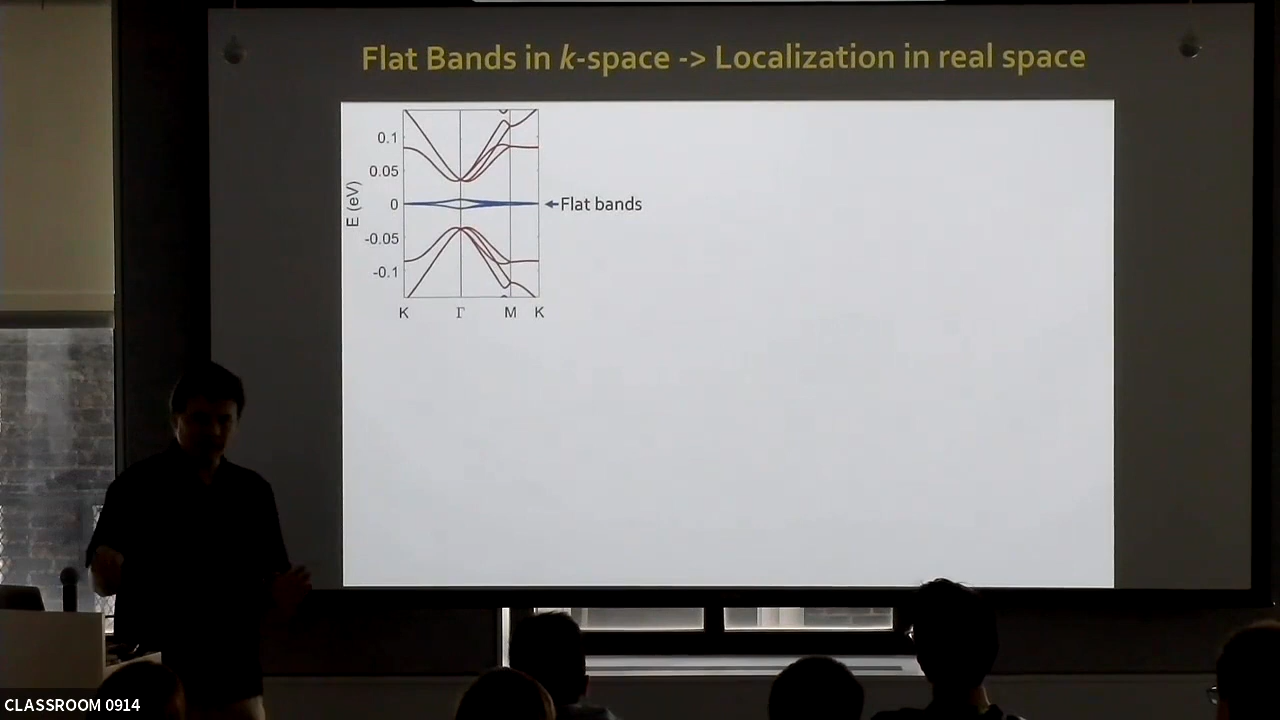 Flat Bands in k-space -> Localization in real space
0.1
0.05
0
-0.05
-0.1
E (eV)
Flat bands
K Γ M K
CLASSROOM 0914